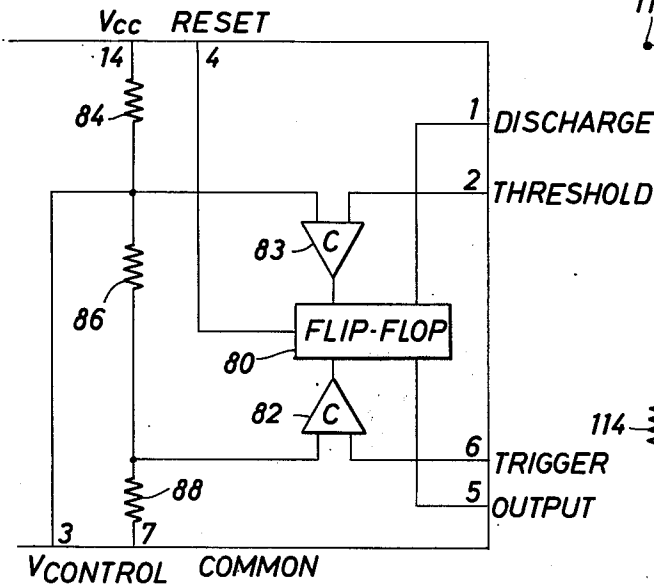 VCC RESET
14 4
84
1 DISCHARGE
2 THRESHOLD
83 C
86
FLIP-FLOP
80
82 C
114
6 TRIGGER
88
5 OUTPUT
3 7
VCONTROL COMMON